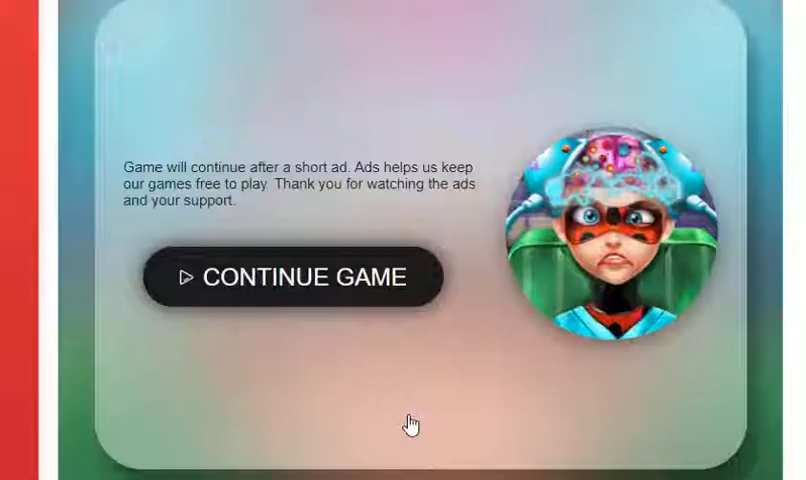 Game will continue after a short ad. Ads helps us keep
our games free to play. Thank you for watching the ads
and your support.
CONTINUE GAME